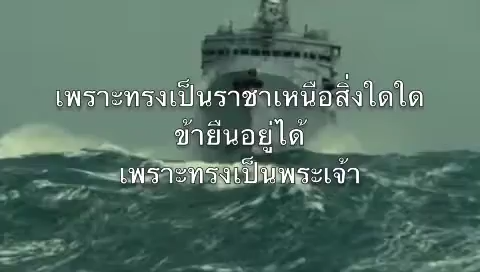 เพราะทรงเป็นราชาเหนือสิ่งใดใด
ข้ายืนอยู่ได้
เพราะทรงเป็นพระเจ้า